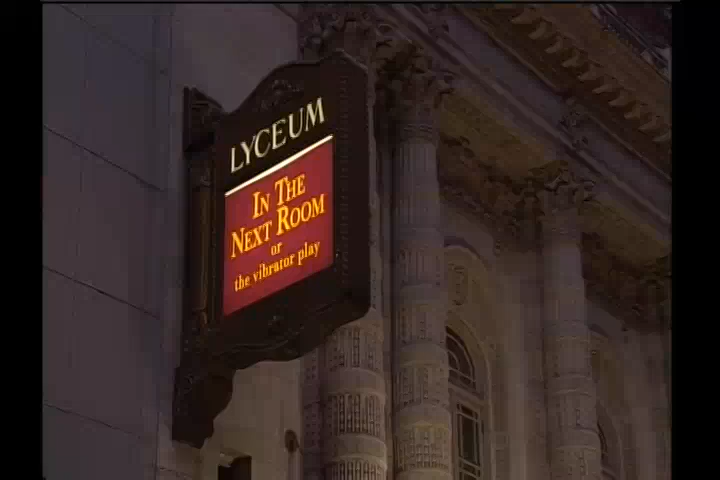 LYCEUM
IN THE
NEXT ROOM
or
the vibrator play